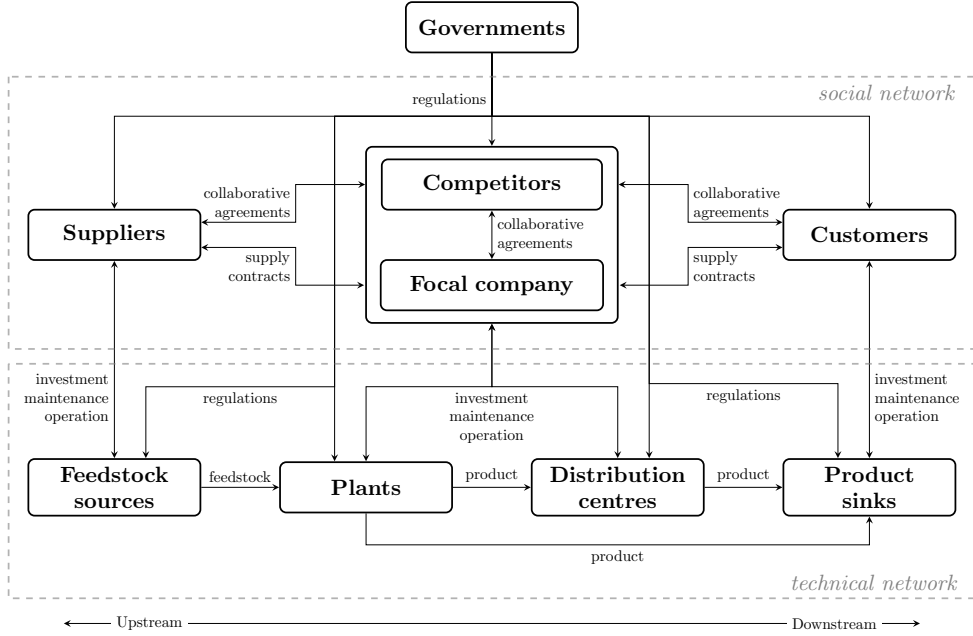 Governments
social network
regulations
Competitors
collaborative
agreements
collaborative
agreements
Suppliers
collaborative
agreements
Customers
supply
contracts
Focal company
supply
contracts
investment
maintenance
operation
regulations
investment
maintenance
operation
regulations
investment
maintenance
operation
Feedstock
sources
feedstock
Plants
product
Distribution
centres
product
Product
sinks
product
technical network
Upstream
Downstream